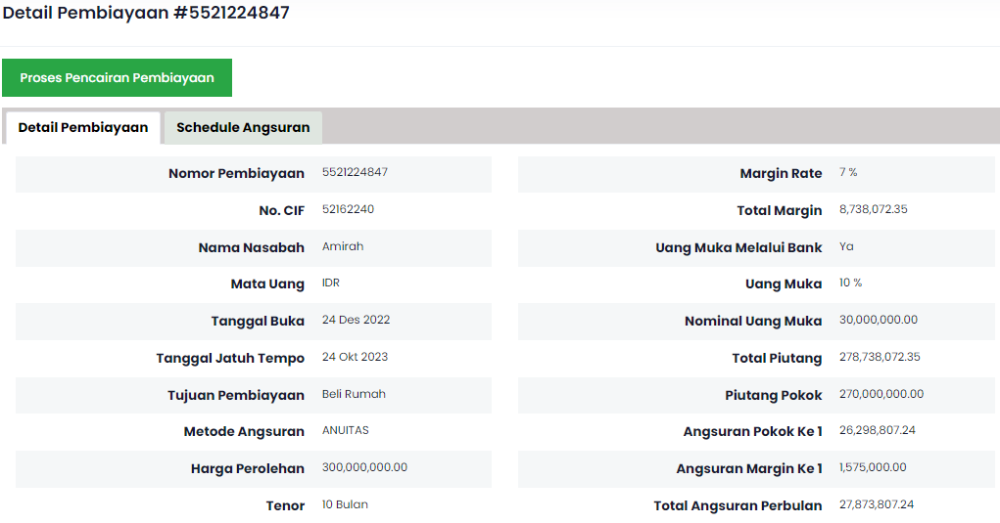 Detail Pembiayaan #5521224847
Proses Pencairan Pembiayaan
Detail Pembiayaan Schedule Angsuran
Nomor Pembiayaan 5521224847
No. CIF 52162240
Nama Nasabah Amirah
Mata Uang IDR
Tanggal Buka 24 Des 2022
Tanggal Jatuh Tempo 24 Okt 2023
Tujuan Pembiayaan Beli Rumah
Metode Angsuran ANUITAS
Harga Perolehan 300,000,000.00
Tenor 10 Bulan
Margin Rate 7 %
Total Margin 8,738,072.35
Uang Muka Melalui Bank Ya
Uang Muka 10 %
Nominal Uang Muka 30,000,000.00
Total Piutang 278,738,072.35
Piutang Pokok 270,000,000.00
Angsuran Pokok Ke 1 26,298,807.24
Angsuran Margin Ke 1 1,575,000.00
Total Angsuran Perbulan 27,873,807.24